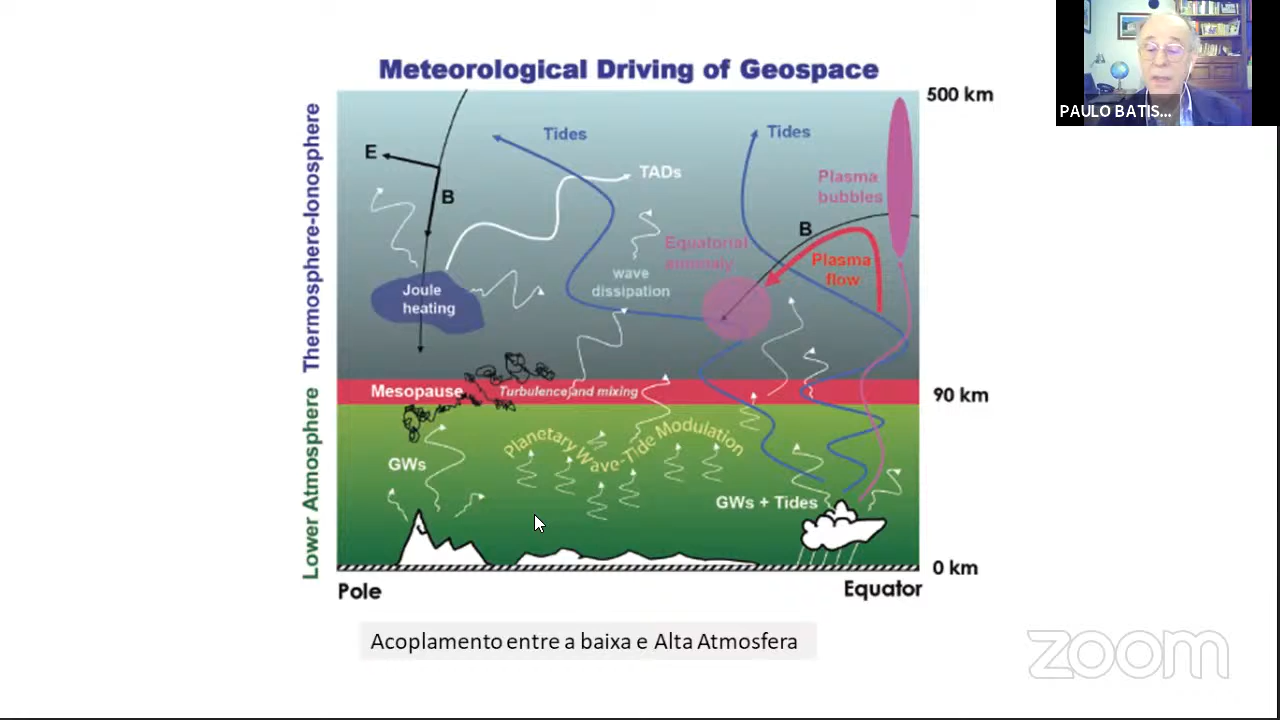 PAULO BATIS...
Meteorological Driving of Geospace
500 km
Thermosphere-Ionosphere
Tides
Tides
E
TADs
Plasma
bubbles
B
B
Equatorial
anomaly
Plasma
flow
wave
dissipation
Joule
heating
Mesopause
Turbulence and mixing
90 km
Lower Atmosphere
Planetary Wave-Tide Modulation
GWs
GWs + Tides
0 km
Pole
Equator
Acoplamento entre a baixa e Alta Atmosfera
zoom